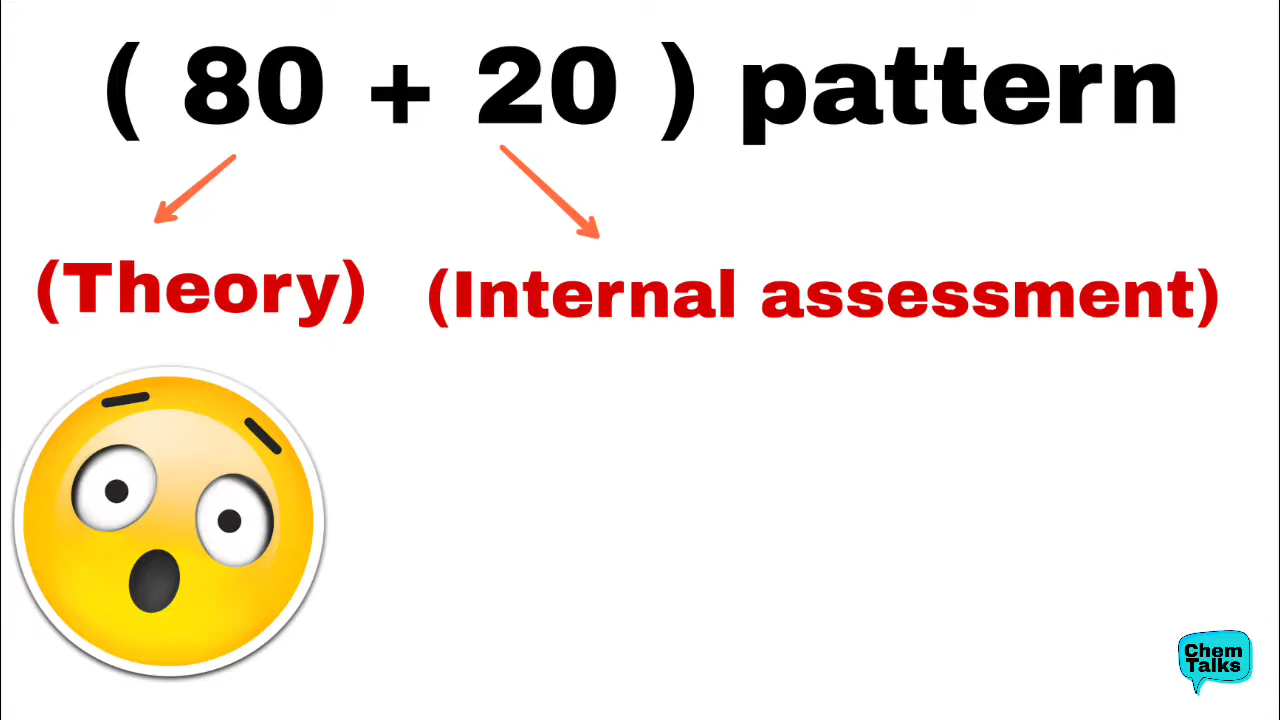 ( 80 + 20 ) pattern
(Theory) (Internal assessment)
Chem
Talks